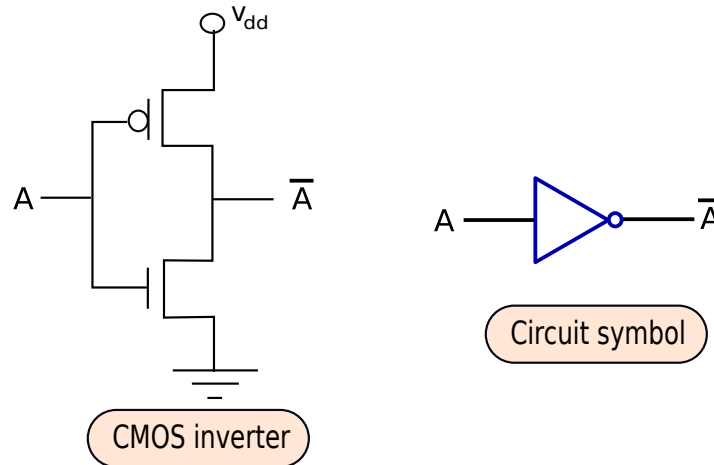 Vdd
A
A̅
CMOS inverter
A
A̅
Circuit symbol